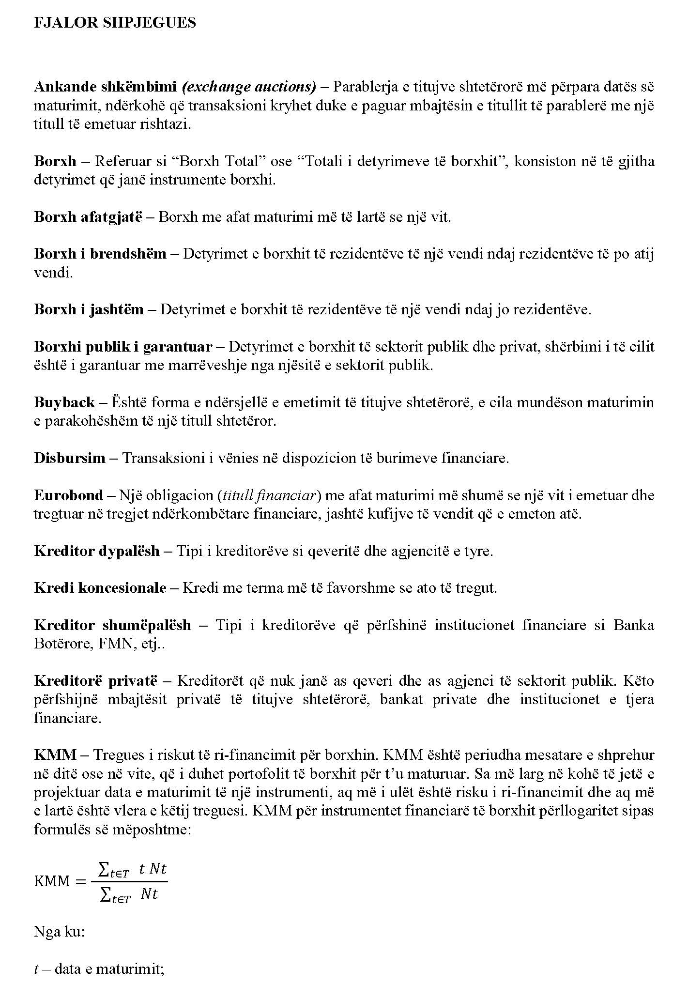 FJALOR SHPJEGUES
Ankande shkëmbimi (exchange auctions) – Parablerja e titujve shtetërorë më përpara datës së
maturimit, ndërkohë që transaksioni kryhet duke e paguar mbajtësin e titullit të parablerë me një
titull të emetuar rishtazi.
Borxh – Referuar si “Borxh Total” ose “Totali i detyrimeve të borxhit”, konsiston në të gjitha
detyrimet që janë instrumente borxhi.
Borxh afatgjatë – Borxh me afat maturimi më të lartë se një vit.
Borxh i brendshëm – Detyrimet e borxhit të rezidentëve të një vendi ndaj rezidentëve të po atij
vendi.
Borxh i jashtëm – Detyrimet e borxhit të rezidentëve të një vendi ndaj jo rezidentëve.
Borxhi publik i garantuar – Detyrimet e borxhit të sektorit publik dhe privat, shërbimi i të cilit
është i garantuar me marrëveshje nga njësitë e sektorit publik.
Buyback – Është forma e ndërsjellë e emetimit të titujve shtetërorë, e cila mundëson maturimin
e parakohëshëm të një titull shtetëror.
Disbursim – Transaksioni i vënies në dispozicion të burimeve financiare.
Eurobond – Një obligacion (titull financiar) me afat maturimi më shumë se një vit i emetuar dhe
tregtuar në tregjet ndërkombëtare financiare, jashtë kufijve të vendit që e emeton atë.
Kreditor dypalësh – Tipi i kreditorëve si qeveritë dhe agjencitë e tyre.
Kredi koncesionale – Kredi me terma më të favorshme se ato të tregut.
Kreditor shumëpalësh – Tipi i kreditorëve që përfshinë institucionet financiare si Banka
Botërore, FMN, etj..
Kreditorë privatë – Kreditorët që nuk janë as qeveri dhe as agjenci të sektorit publik. Këto
përfshijnë mbajtësit privatë të titujve shtetërorë, bankat private dhe institucionet e tjera
financiare.
KMM – Tregues i riskut të ri-financimit për borxhin. KMM është periudha mesatare e shprehur
në ditë ose në vite, që i duhet portofolit të borxhit për t’u maturuar. Sa më larg në kohë të jetë e
projektuar data e maturimit të një instrumenti, aq më i ulët është risku i ri-financimit dhe aq më
e lartë është vlera e këtij treguesi. KMM për instrumentet financiarë të borxhit përllogaritet sipas
formulës së mëposhtme:
KMM = ∑t∈T t Nt / ∑t∈T Nt
Nga ku:
t – data e maturimit;